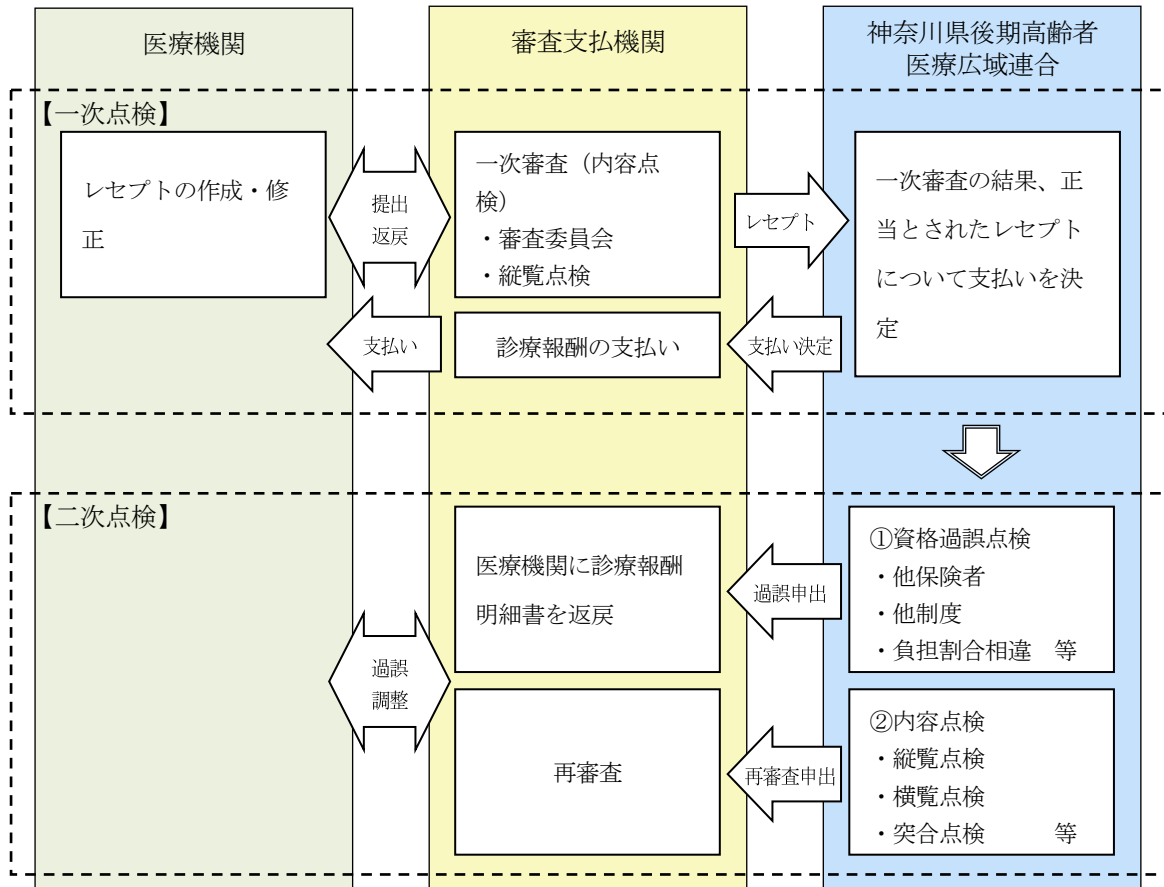 医療機関
審査支払機関
神奈川県後期高齢者
医療広域連合
【一次点検】
レセプトの作成・修
正
提出
返戻
一次審査（内容点
検）
・審査委員会
・縦覧点検
レセプト
一次審査の結果、正
当とされたレセプト
について支払いを決
定
支払い
診療報酬の支払い
支払い決定
【二次点検】
医療機関に診療報酬
明細書を返戻
過誤申出
①資格過誤点検
・他保険者
・他制度
・負担割合相違　等
過誤
調整
再審査
再審査申出
②内容点検
・縦覧点検
・横覧点検
・突合点検　　　等